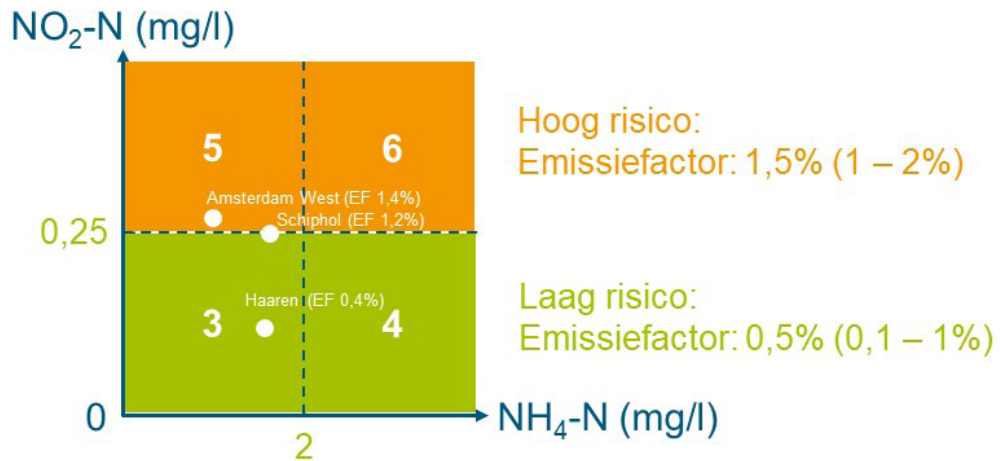 NO₂-N (mg/l)
5
6
Hoog risico:
Emissiefactor: 1,5% (1 – 2%)
Amsterdam West (EF 1,4%)
Schiphol (EF 1,2%)
0,25
Haaren (EF 0,4%)
3
4
Laag risico:
Emissiefactor: 0,5% (0,1 – 1%)
0
NH₄-N (mg/l)
2